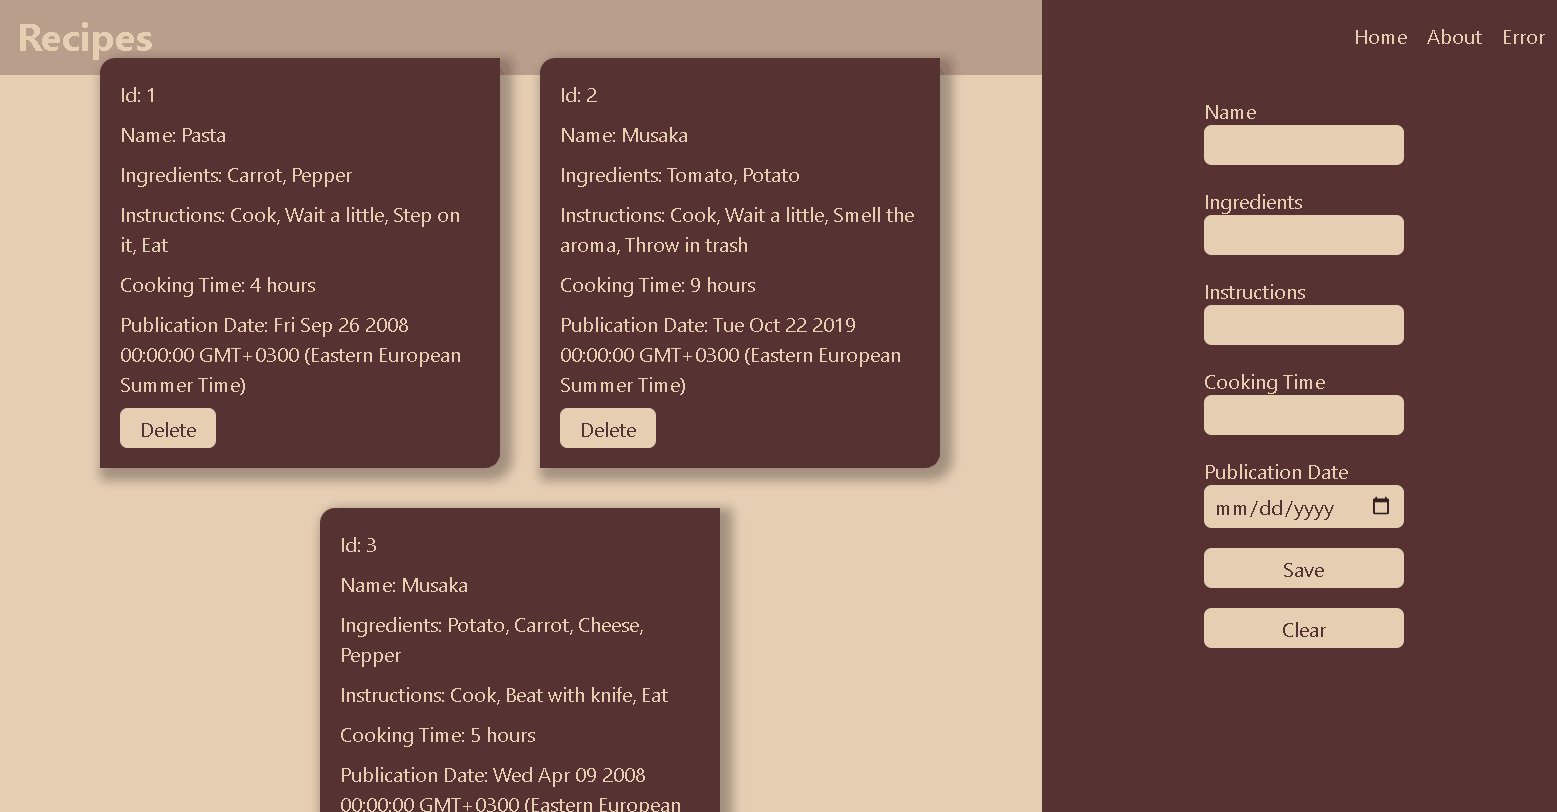 Recipes
Home About Error
Id: 1
Name: Pasta
Ingredients: Carrot, Pepper
Instructions: Cook, Wait a little, Step on
it, Eat
Cooking Time: 4 hours
Publication Date: Fri Sep 26 2008
00:00:00 GMT+0300 (Eastern European
Summer Time)
Delete
Id: 2
Name: Musaka
Ingredients: Tomato, Potato
Instructions: Cook, Wait a little, Smell the
aroma, Throw in trash
Cooking Time: 9 hours
Publication Date: Tue Oct 22 2019
00:00:00 GMT+0300 (Eastern European
Summer Time)
Delete
Id: 3
Name: Musaka
Ingredients: Potato, Carrot, Cheese,
Pepper
Instructions: Cook, Beat with knife, Eat
Cooking Time: 5 hours
Publication Date: Wed Apr 09 2008
00:00:00 GMT+0300 (Eastern European
Name
Ingredients
Instructions
Cooking Time
Publication Date
mm/dd/yyyy
Save
Clear